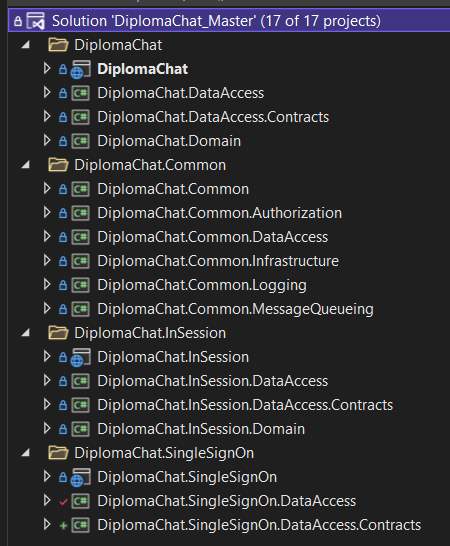 Solution 'DiplomaChat_Master' (17 of 17 projects)
DiplomaChat
DiplomaChat
C# DiplomaChat.DataAccess
C# DiplomaChat.DataAccess.Contracts
C# DiplomaChat.Domain
DiplomaChat.Common
C# DiplomaChat.Common
C# DiplomaChat.Common.Authorization
C# DiplomaChat.Common.DataAccess
C# DiplomaChat.Common.Infrastructure
C# DiplomaChat.Common.Logging
C# DiplomaChat.Common.MessageQueueing
DiplomaChat.InSession
DiplomaChat.InSession
C# DiplomaChat.InSession.DataAccess
C# DiplomaChat.InSession.DataAccess.Contracts
C# DiplomaChat.InSession.Domain
DiplomaChat.SingleSignOn
DiplomaChat.SingleSignOn
C# DiplomaChat.SingleSignOn.DataAccess
C# DiplomaChat.SingleSignOn.DataAccess.Contracts